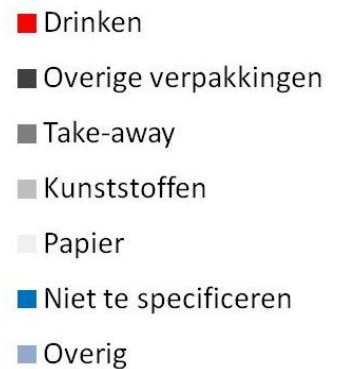 Drinken
Overige verpakkingen
Take-away
Kunststoffen
Papier
Niet te specificeren
Overig